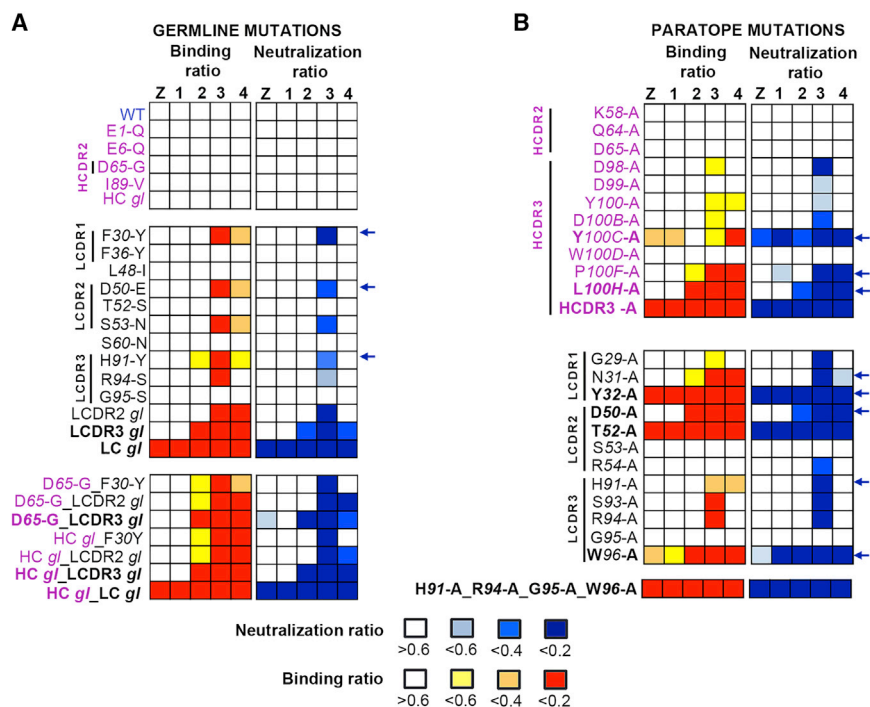 A
GERMLINE MUTATIONS
Binding ratio
Neutralization ratio
Z 1 2 3 4 Z 1 2 3 4
WT
E1-Q
E6-Q
HCDR2
D65-G
I89-V
HC gl
LCDR1
F30-Y
F36-Y
L48-I
LCDR2
D50-E
T52-S
S53-N
S60-N
LCDR3
H91-Y
R94-S
G95-S
LCDR2 gl
LCDR3 gl
LC gl
D65-G_F30-Y
D65-G_LCDR2 gl
D65-G_LCDR3 gl
HC gl_F30Y
HC gl_LCDR2 gl
HC gl_LCDR3 gl
HC gl_LC gl
B
PARATOPE MUTATIONS
Binding ratio
Neutralization ratio
Z 1 2 3 4 Z 1 2 3 4
HCDR2
K58-A
Q64-A
D65-A
HCDR3
D98-A
D99-A
Y100-A
D100B-A
Y100C-A
W100D-A
P100F-A
L100H-A
HCDR3 -A
LCDR1
G29-A
N31-A
Y32-A
LCDR2
D50-A
T52-A
S53-A
R54-A
LCDR3
H91-A
S93-A
R94-A
G95-A
W96-A
H91-A_R94-A_G95-A_W96-A
Neutralization ratio
>0.6 <0.6 <0.4 <0.2
Binding ratio
>0.6 <0.6 <0.4 <0.2